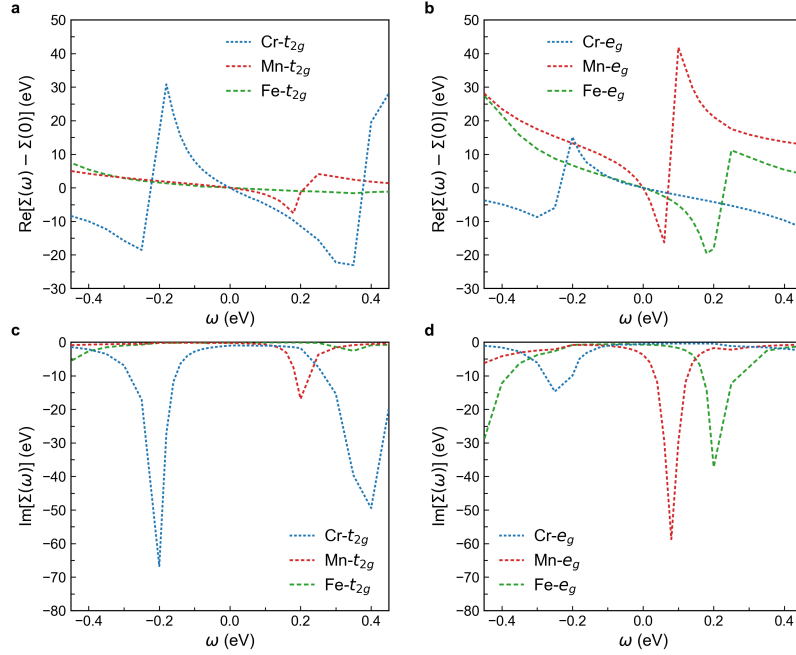 a
Re[Σ(ω) − Σ(0)] (eV)
50
40
30
20
10
0
−10
−20
−30
Cr-t2g
Mn-t2g
Fe-t2g
−0.4
−0.2
0.0
0.2
0.4
ω (eV)
b
Re[Σ(ω) − Σ(0)] (eV)
50
40
30
20
10
0
−10
−20
−30
Cr-eg
Mn-eg
Fe-eg
−0.4
−0.2
0.0
0.2
0.4
ω (eV)
c
Im[Σ(ω)] (eV)
0
−10
−20
−30
−40
−50
−60
−70
−80
Cr-t2g
Mn-t2g
Fe-t2g
−0.4
−0.2
0.0
0.2
0.4
ω (eV)
d
Im[Σ(ω)] (eV)
0
−10
−20
−30
−40
−50
−60
−70
−80
Cr-eg
Mn-eg
Fe-eg
−0.4
−0.2
0.0
0.2
0.4
ω (eV)